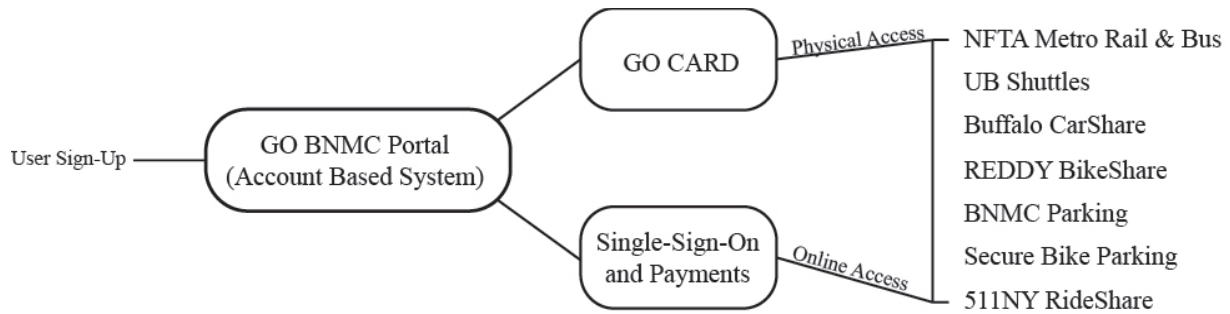 User Sign-Up
GO BNMC Portal
(Account Based System)
GO CARD
Physical Access
Single-Sign-On
and Payments
Online Access
NFTA Metro Rail & Bus
UB Shuttles
Buffalo CarShare
REDDY BikeShare
BNMC Parking
Secure Bike Parking
511NY RideShare